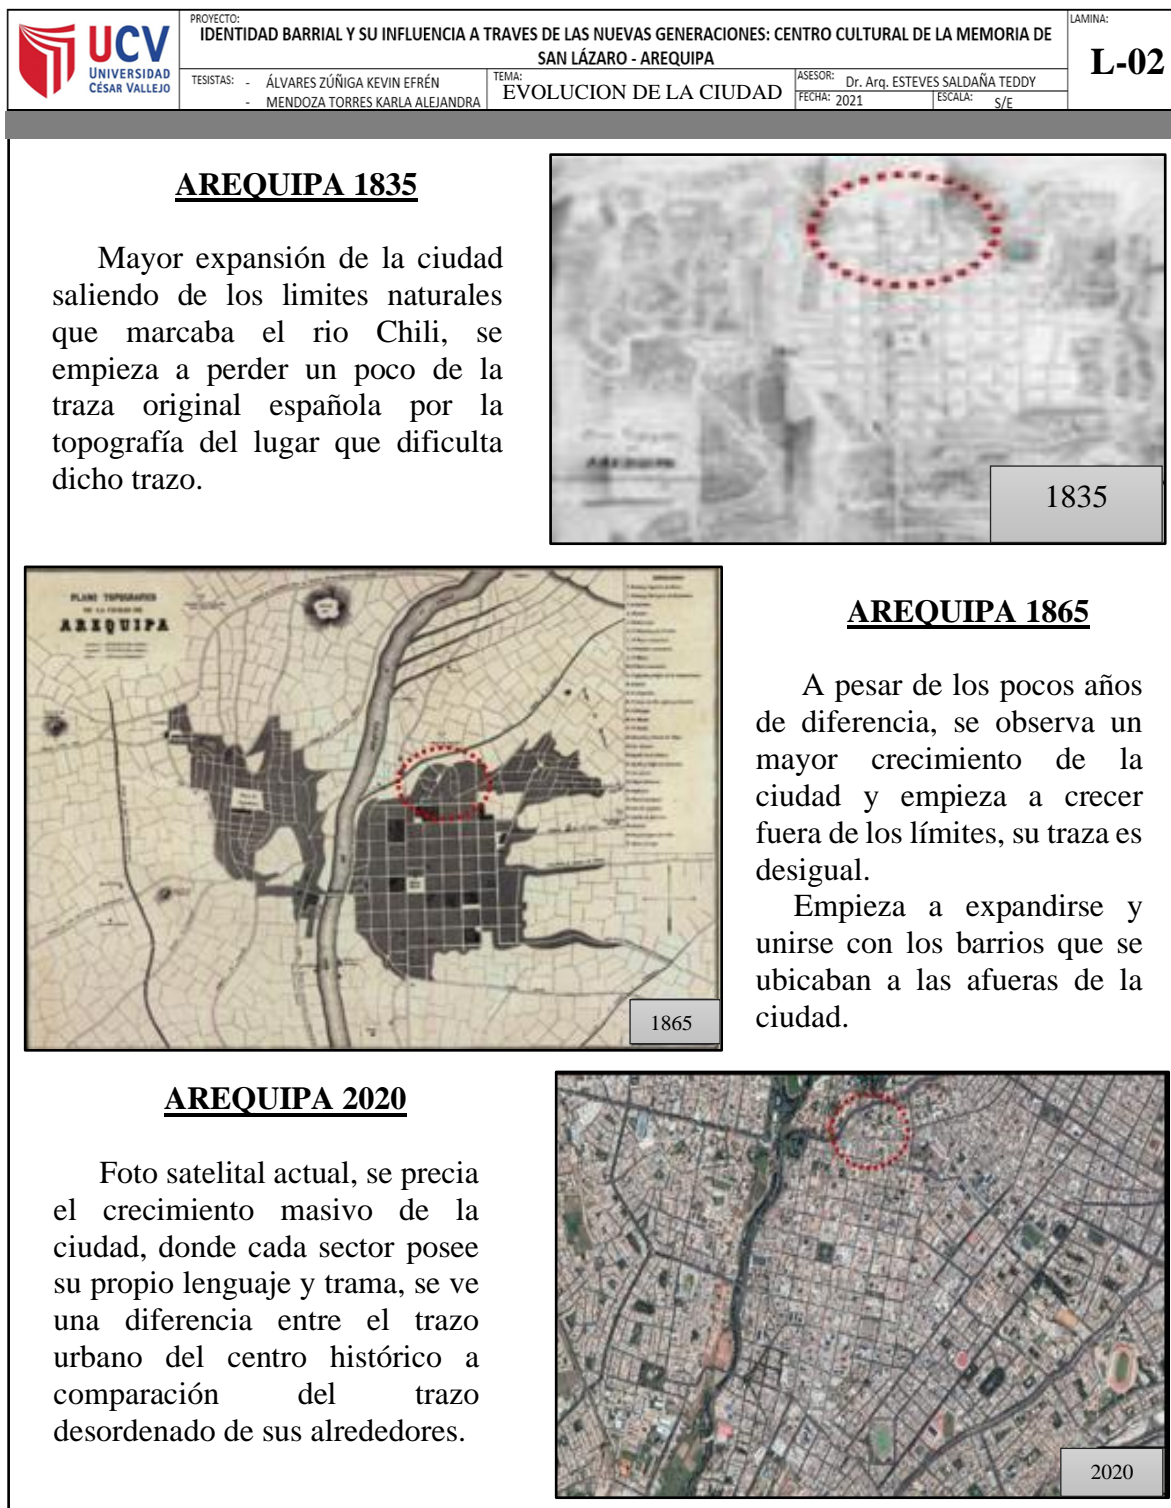 UCV
UNIVERSIDAD
CÉSAR VALLEJO
PROYECTO:
IDENTIDAD BARRIAL Y SU INFLUENCIA A TRAVES DE LAS NUEVAS GENERACIONES: CENTRO CULTURAL DE LA MEMORIA DE
SAN LÁZARO - AREQUIPA
LAMINA:
L-02
TESISTAS: - ÁLVARES ZÚÑIGA KEVIN EFRÉN
- MENDOZA TORRES KARLA ALEJANDRA
TEMA:
EVOLUCION DE LA CIUDAD
ASESOR: Dr. Arq. ESTEVES SALDAÑA TEDDY
FECHA: 2021
ESCALA: S/E
AREQUIPA 1835
Mayor expansión de la ciudad
saliendo de los limites naturales
que marcaba el rio Chili, se
empieza a perder un poco de la
traza original española por la
topografía del lugar que dificulta
dicho trazo.
AREQUIPA
1835
PLANO TOPOGRAFICO
DE LA CIUDAD DE
AREQUIPA
1865
AREQUIPA 1865
A pesar de los pocos años
de diferencia, se observa un
mayor crecimiento de la
ciudad y empieza a crecer
fuera de los límites, su traza es
desigual.
Empieza a expandirse y
unirse con los barrios que se
ubicaban a las afueras de la
ciudad.
AREQUIPA 2020
Foto satelital actual, se precia
el crecimiento masivo de la
ciudad, donde cada sector posee
su propio lenguaje y trama, se ve
una diferencia entre el trazo
urbano del centro histórico a
comparación del trazo
desordenado de sus alrededores.
2020